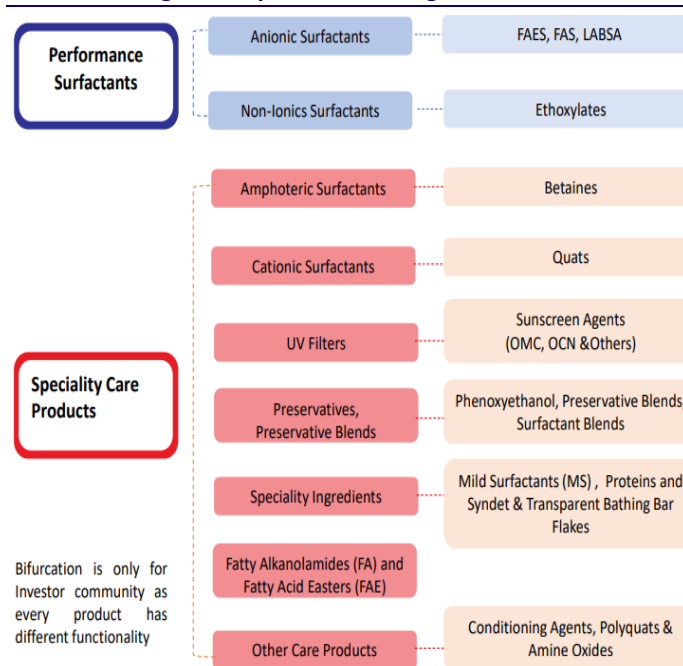 Performance
Surfactants
Anionic Surfactants
FAES, FAS, LABSA
Non-Ionics Surfactants
Ethoxylates
Speciality Care
Products
Amphoteric Surfactants
Betaines
Cationic Surfactants
Quats
UV Filters
Sunscreen Agents
(OMC, OCN &Others)
Preservatives,
Preservative Blends
Phenoxyethanol, Preservative Blends,
Surfactant Blends
Speciality Ingredients
Mild Surfactants (MS) , Proteins and
Syndet & Transparent Bathing Bar
Flakes
Fatty Alkanolamides (FA) and
Fatty Acid Easters (FAE)
Other Care Products
Conditioning Agents, Polyquats &
Amine Oxides
Bifurcation is only for
Investor community as
every product has
different functionality